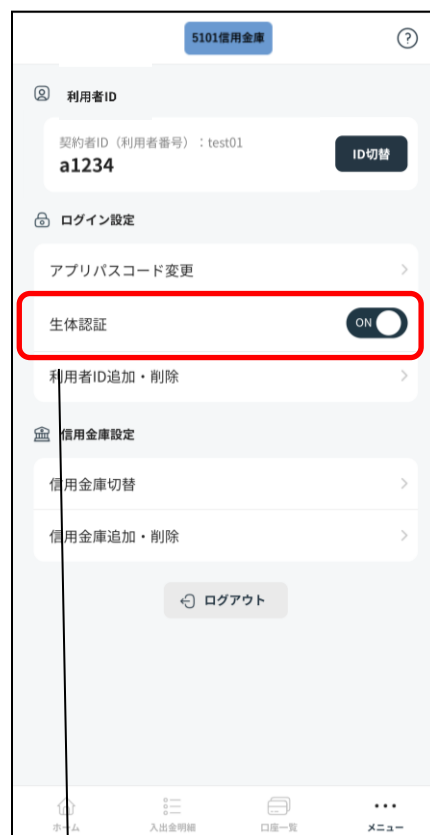 5101信用金庫
?
利用者ID
契約者ID（利用者番号）：test01
a1234
ID切替
ログイン設定
アプリパスコード変更
生体認証
ON
利用者ID追加・削除
信用金庫設定
信用金庫切替
信用金庫追加・削除
ログアウト
ホーム
入出金明細
口座一覧
メニュー